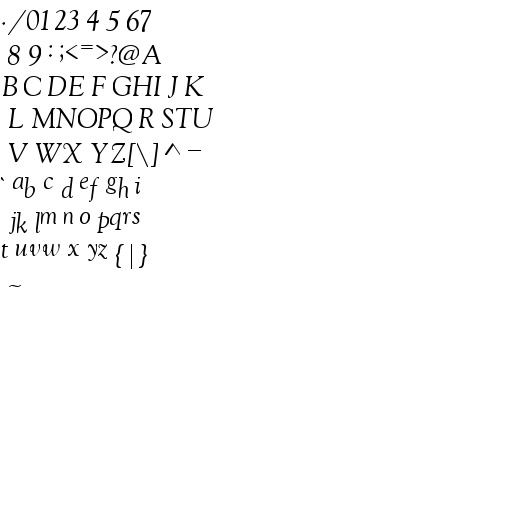 . / 0 1 2 3 4 5 6 7
8 9 : ; < = > ? @ A
B C D E F G H I J K
L M N O P Q R S T U
V W X Y Z [ \ ] ^ _
` a b c d e f g h i
j k l m n o p q r s
t u v w x y z { | }
~